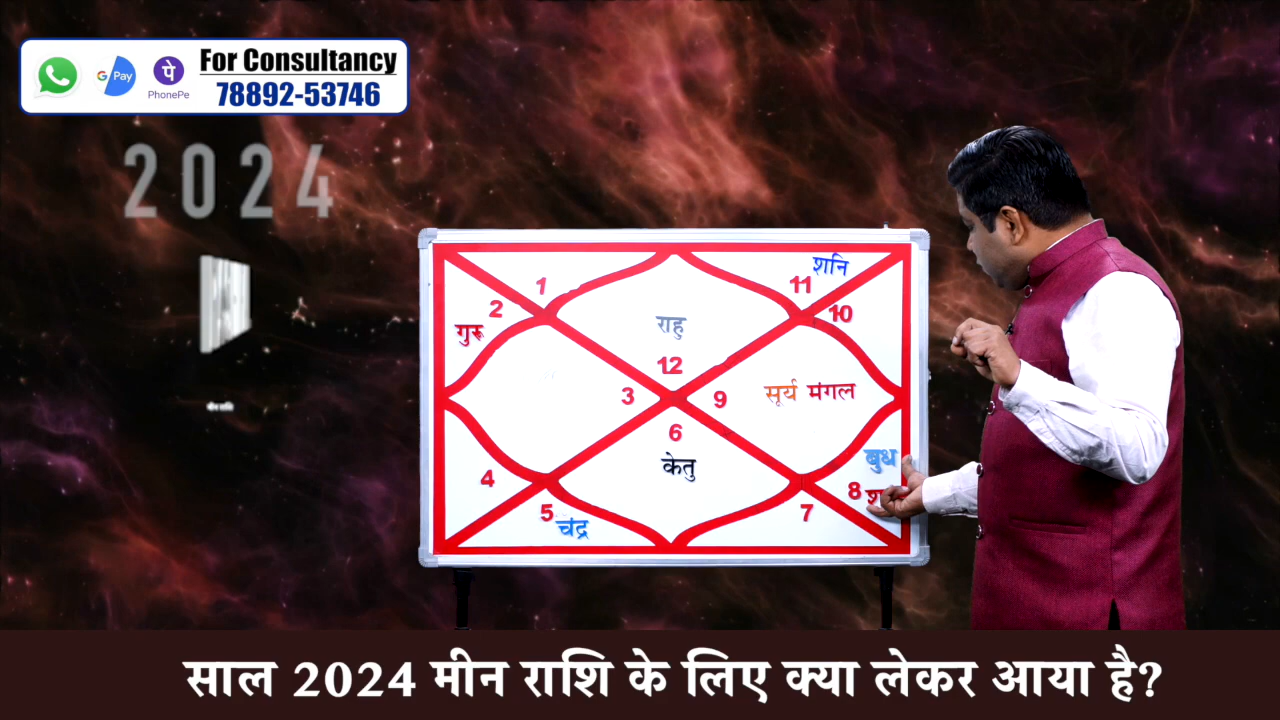 For Consultancy
G Pay
पे
PhonePe
78892-53746
2024
मीन राशि
शनि
1
11
2
10
गुरू
राहु
12
3
9
सूर्य मंगल
6
केतु
बुध
4
8
5
7
चंद्र
साल 2024 मीन राशि के लिए क्या लेकर आया है?